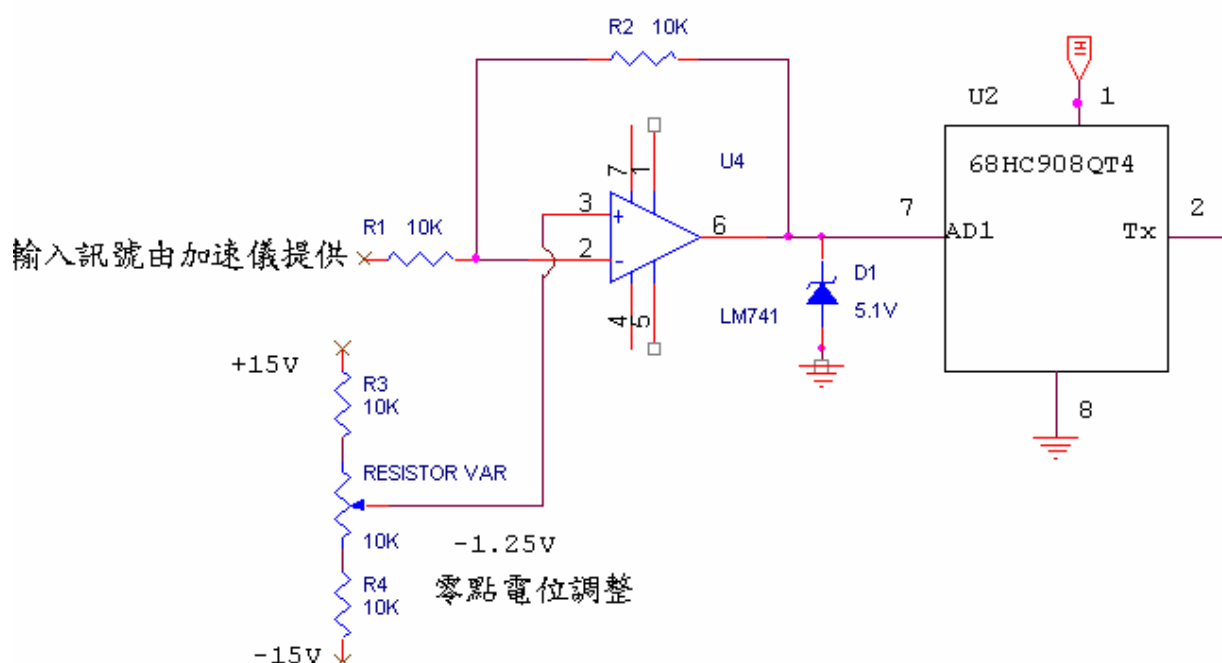 R2 10K
U2
1
68HC908QT4
U4
7
1
3
6
7
2
R1 10K
AD1
Tx
輸入訊號由加速儀提供
2
+
-
4
5
LM741
D1
5.1V
+15V
R3
10K
8
RESISTOR VAR
10K
-1.25V
R4
10K
零點電位調整
-15V